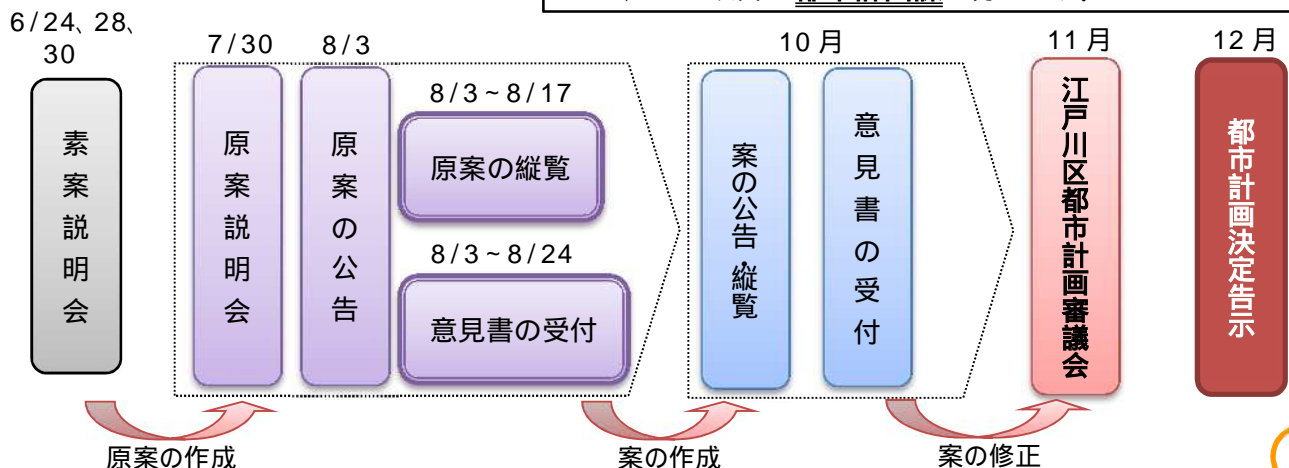 6/24、28、
30
素案説明会
7/30
原案説明会
8/3
原案の公告
8/3~8/17
原案の縦覧
8/3~8/24
意見書の受付
10月
案の公告・縦覧
意見書の受付
11月
江戸川区都市計画審議会
12月
都市計画決定告示
原案の作成
案の作成
案の修正